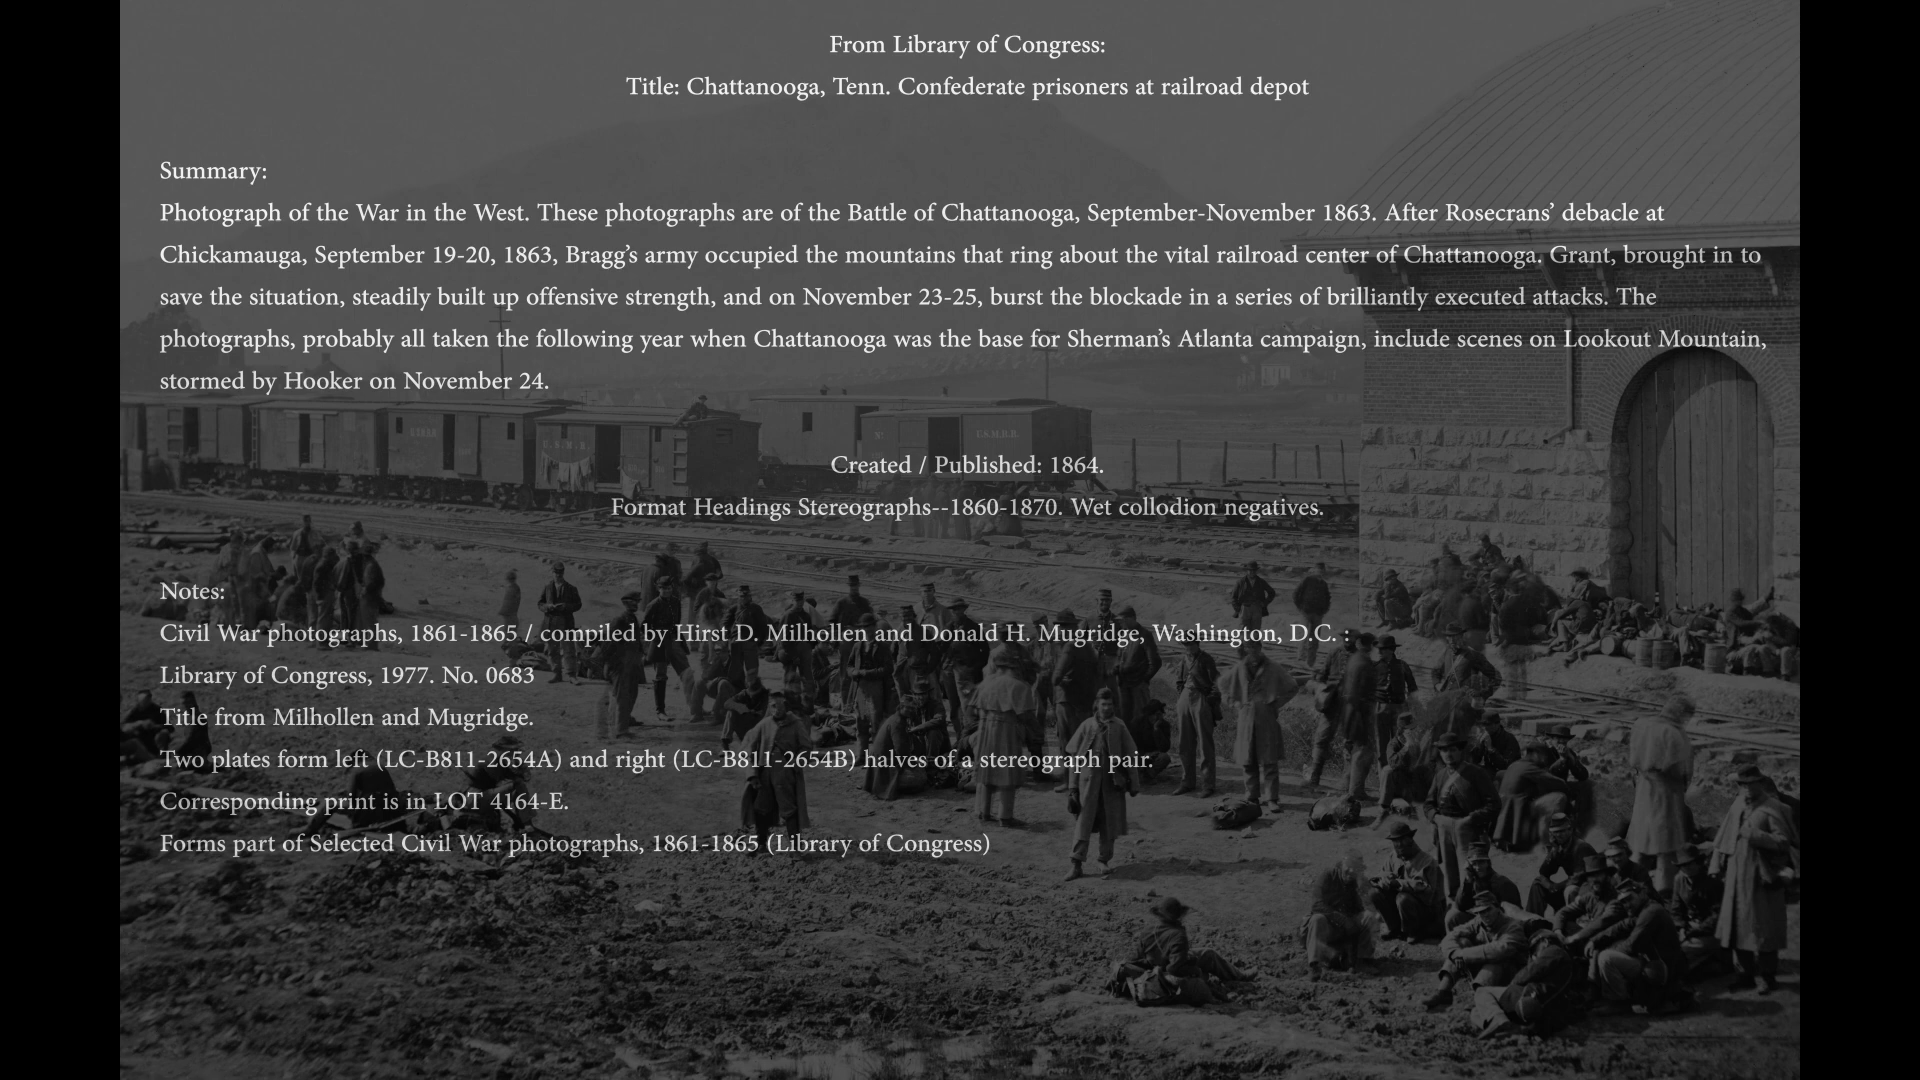 From Library of Congress:
Title: Chattanooga, Tenn. Confederate prisoners at railroad depot
Summary:
Photograph of the War in the West. These photographs are of the Battle of Chattanooga, September-November 1863. After Rosecrans’ debacle at
Chickamauga, September 19-20, 1863, Bragg’s army occupied the mountains that ring about the vital railroad center of Chattanooga. Grant, brought in to
save the situation, steadily built up offensive strength, and on November 23-25, burst the blockade in a series of brilliantly executed attacks. The
photographs, probably all taken the following year when Chattanooga was the base for Sherman’s Atlanta campaign, include scenes on Lookout Mountain,
stormed by Hooker on November 24.
U.S.M.R.
U.S.M.R.R.
Created / Published: 1864.
Format Headings Stereographs--1860-1870. Wet collodion negatives.
Notes:
Civil War photographs, 1861-1865 / compiled by Hirst D. Milhollen and Donald H. Mugridge, Washington, D.C. :
Library of Congress, 1977. No. 0683
Title from Milhollen and Mugridge.
Two plates form left (LC-B811-2654A) and right (LC-B811-2654B) halves of a stereograph pair.
Corresponding print is in LOT 4164-E.
Forms part of Selected Civil War photographs, 1861-1865 (Library of Congress)